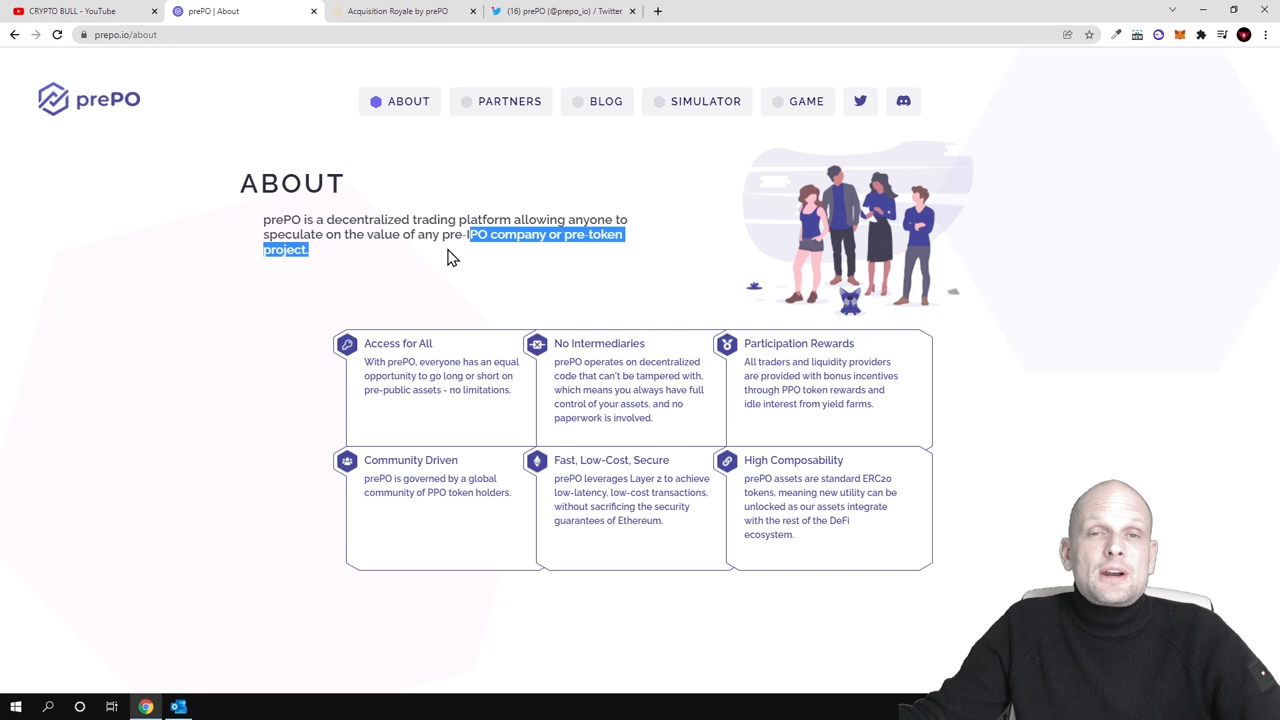 CRYPTO BULL - YouTube
prePO | About
Acquisition Royale by prePO
(16) prePO (@prepo_io) / Twitter
prepo.io/about
prePO
ABOUT
PARTNERS
BLOG
SIMULATOR
GAME
ABOUT
prePO is a decentralized trading platform allowing anyone to
speculate on the value of any pre-IPO company or pre-token
project.
Access for All
With prePO, everyone has an equal
opportunity to go long or short on
pre-public assets - no limitations.
No Intermediaries
prePO operates on decentralized
code that can't be tampered with,
which means you always have full
control of your assets, and no
paperwork is involved.
Participation Rewards
All traders and liquidity providers
are provided with bonus incentives
through PPO token rewards and
idle interest from yield farms.
Community Driven
prePO is governed by a global
community of PPO token holders.
Fast, Low-Cost, Secure
prePO leverages Layer 2 to achieve
low-latency, low-cost transactions,
without sacrificing the security
guarantees of Ethereum.
High Composability
prePO assets are standard ERC20
tokens, meaning new utility can be
unlocked as our assets integrate
with the rest of the DeFi
ecosystem.